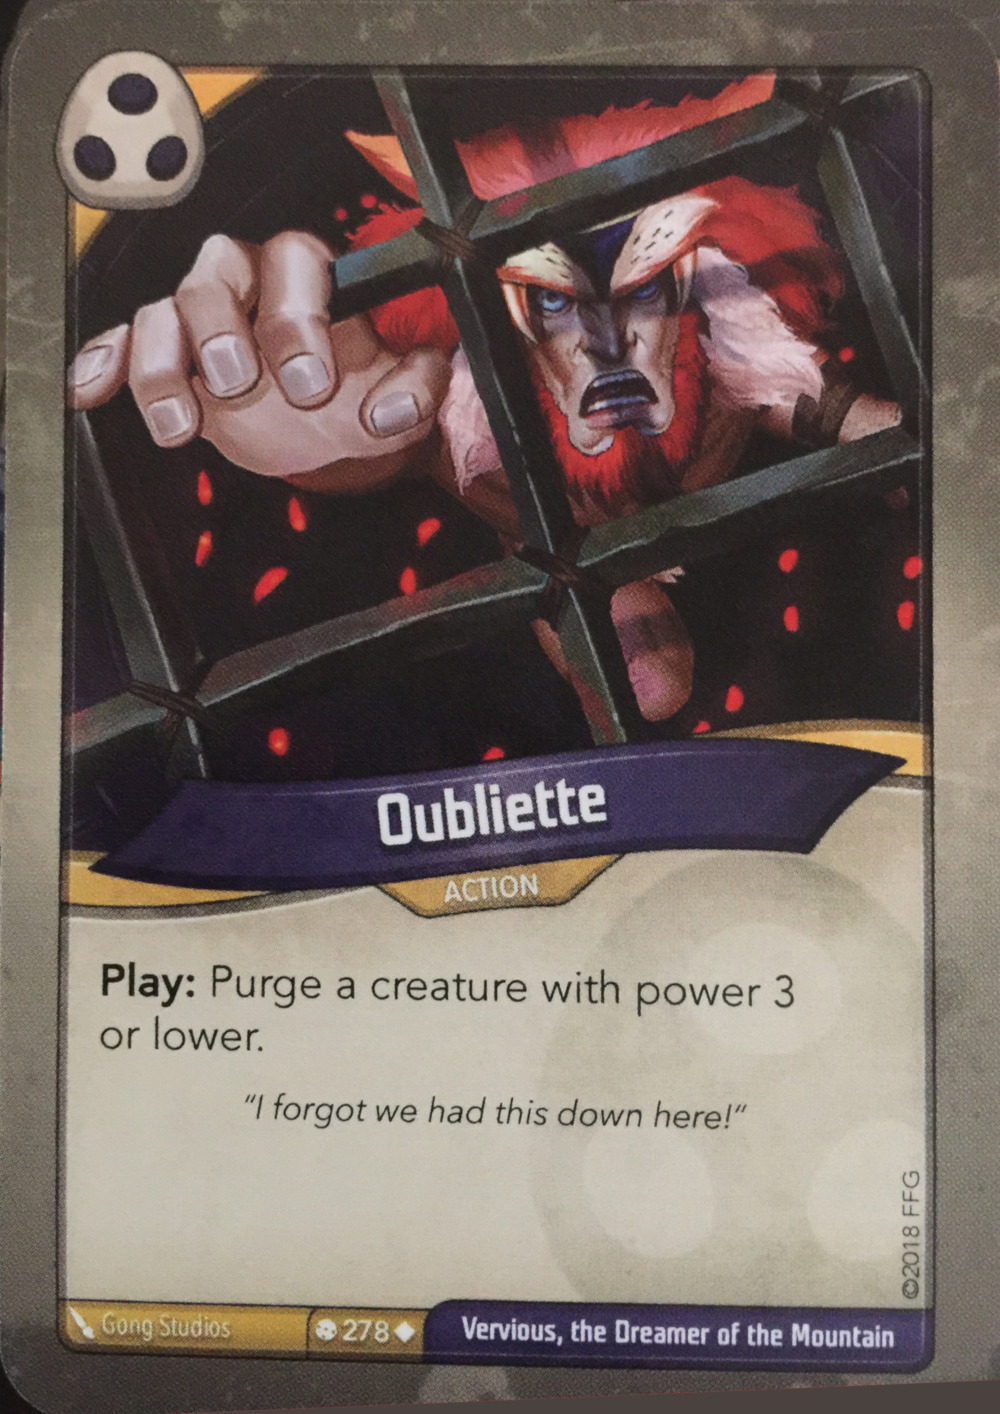 Oubliette
ACTION
Play: Purge a creature with power 3
or lower.
"I forgot we had this down here!"
©2018 FFG
Gong Studios
278
Vervious, the Dreamer of the Mountain